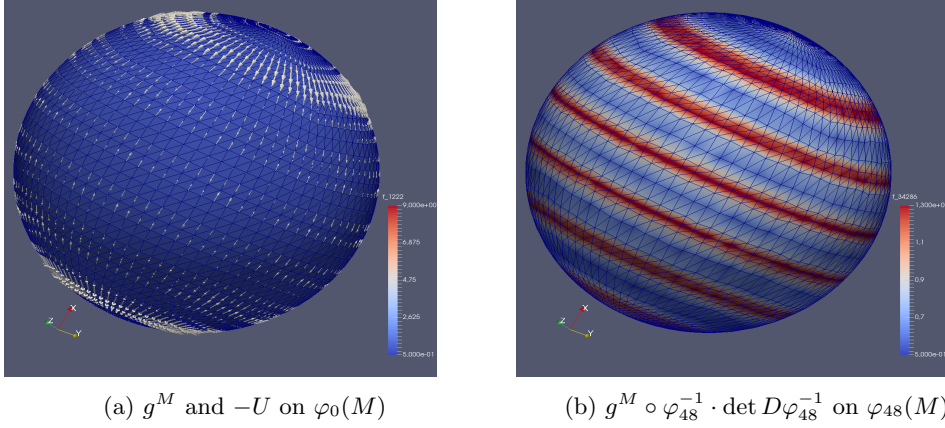 f_1222
9,000e+00
6,875
4.75
2,625
5,000e-01
X
Z
Y
f_34286
1,300e+00
1,1
0,9
0,7
5,000e-01
X
Z
Y
(a) g^M and −U on φ_0(M)
(b) g^M ∘ φ_48^{-1} · det Dφ_48^{-1} on φ_48(M)